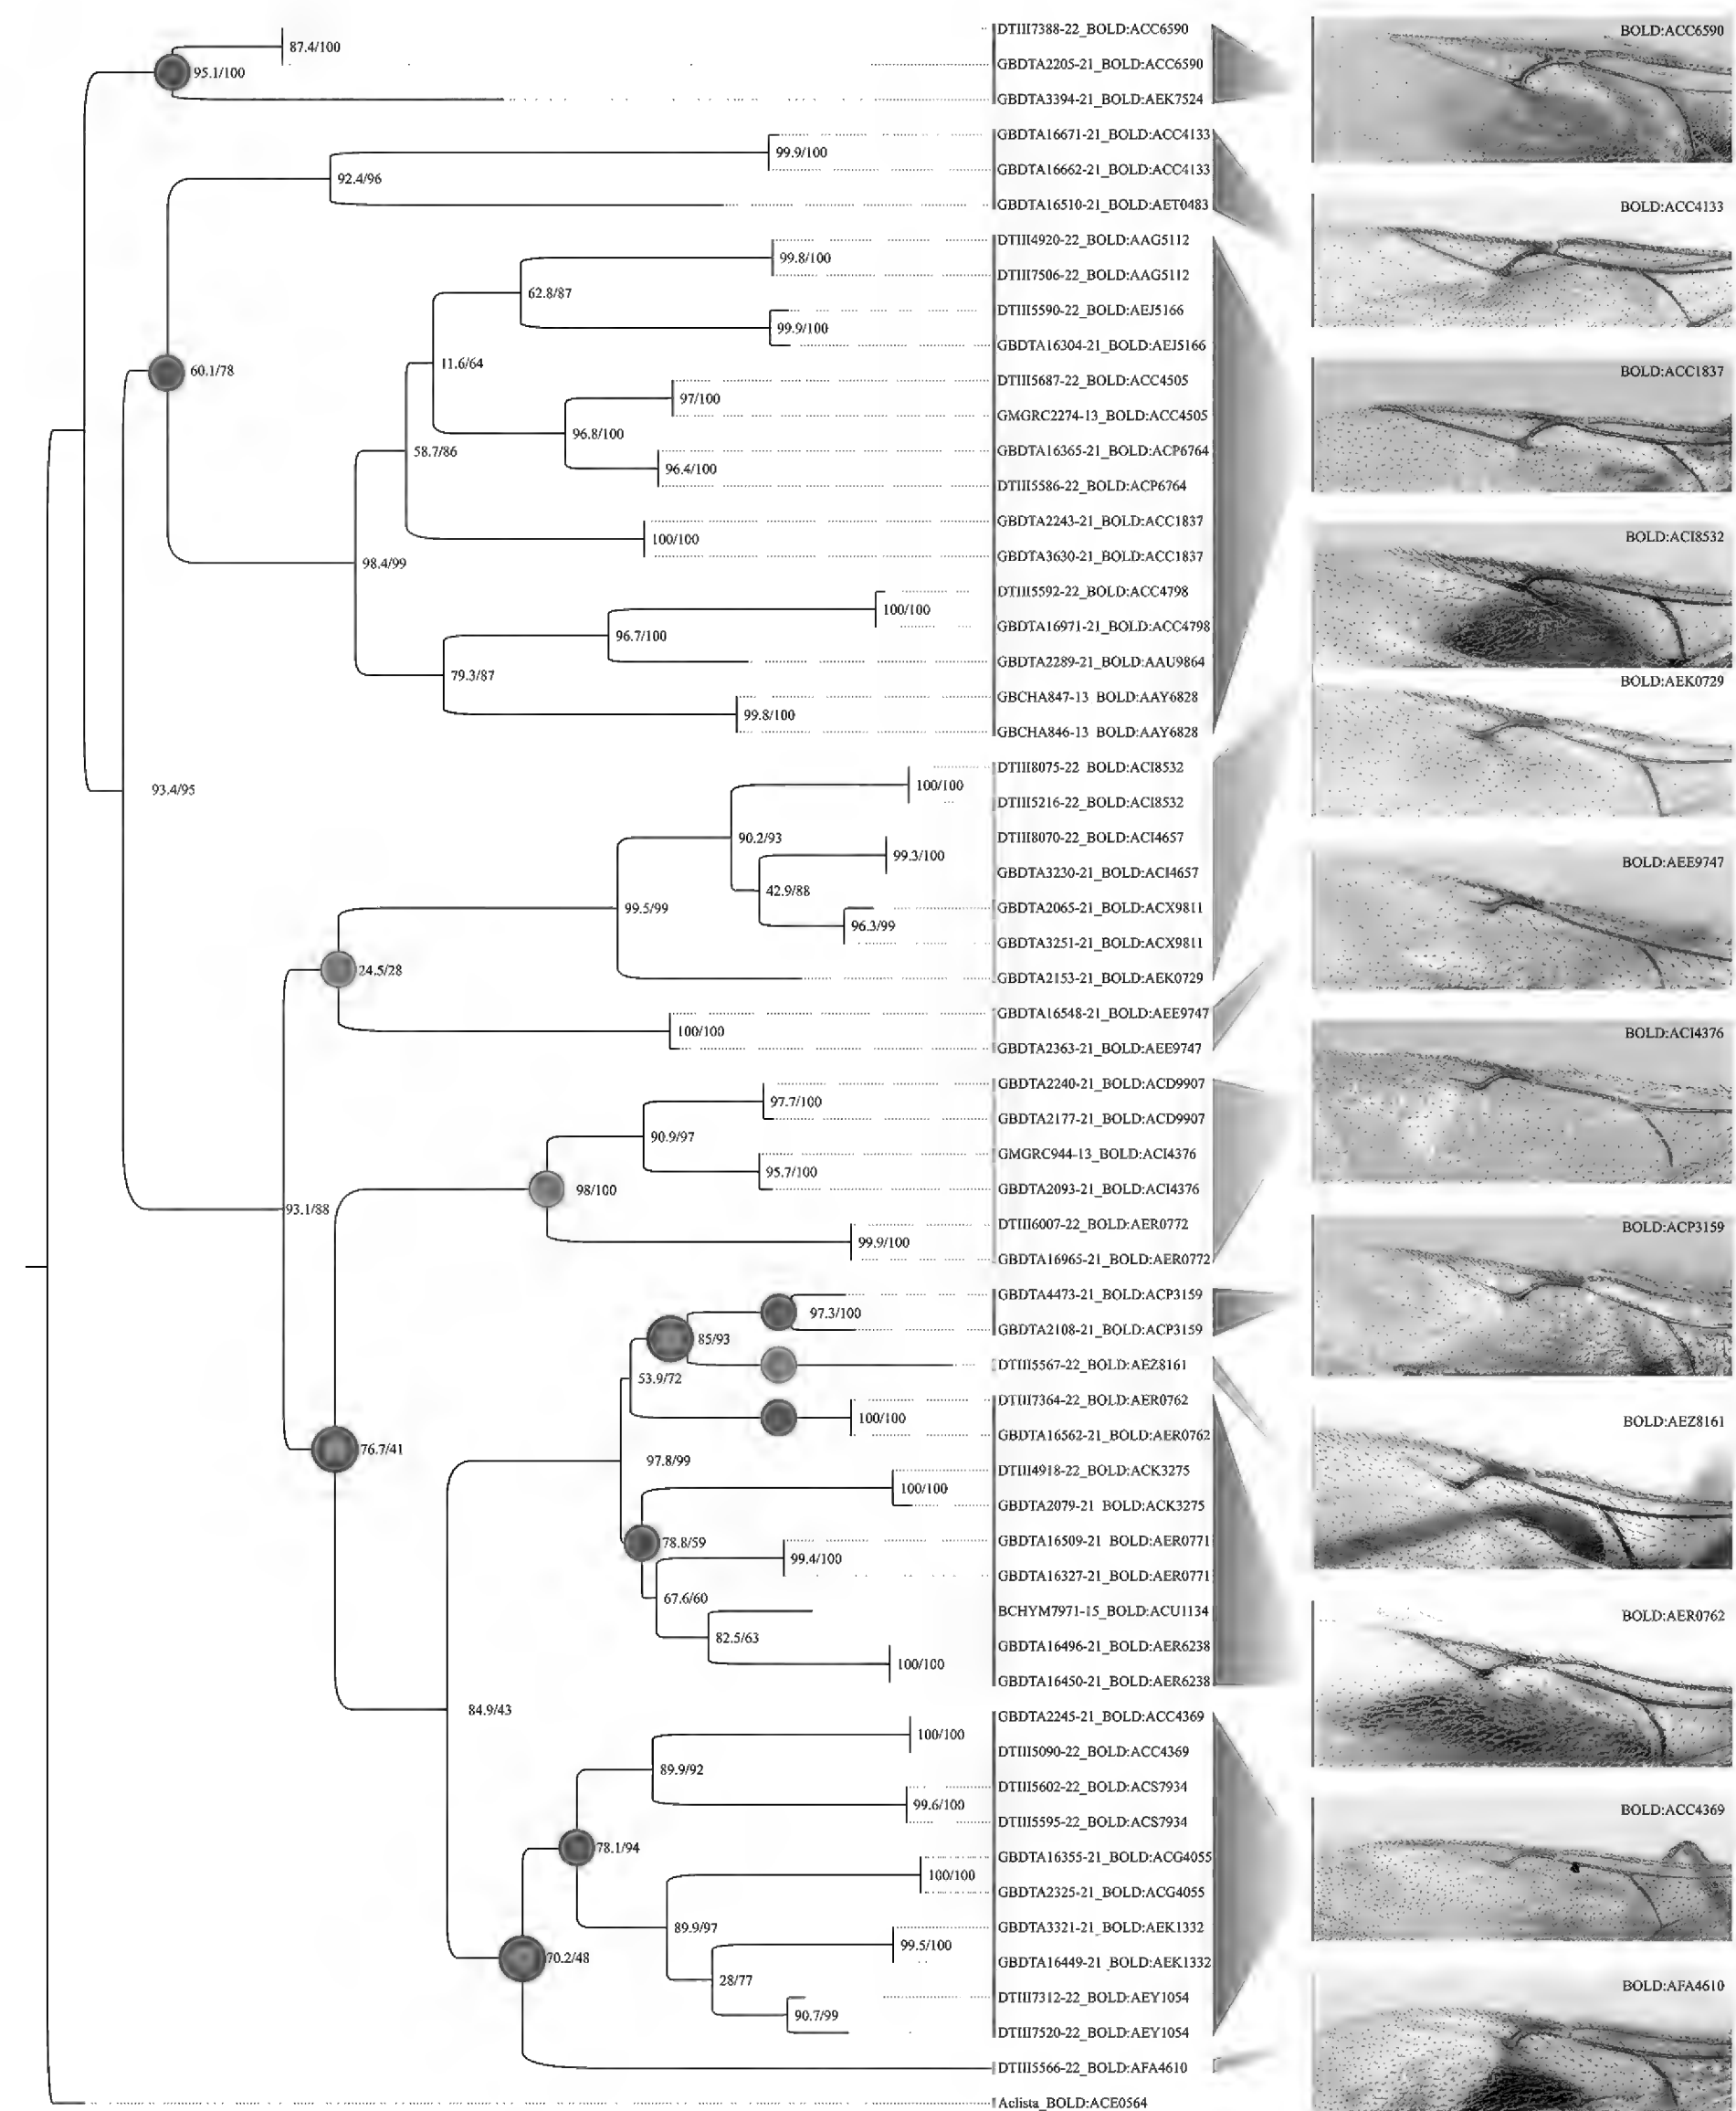 DTIII7388-22_BOLD:ACC6590
87.4/100
GBDTA2205-21_BOLD:ACC6590
95.1/100
GBDTA3394-21_BOLD:AEK7524
GBDTA16671-21_BOLD:ACC4133
99.9/100
GBDTA16662-21_BOLD:ACC4133
92.4/96
GBDTA16510-21_BOLD:AET0483
DTIII4920-22_BOLD:AAG5112
99.8/100
DTIII7506-22_BOLD:AAG5112
62.8/87
DTIII5590-22_BOLD:AEJ5166
99.9/100
GBDTA16304-21_BOLD:AEJ5166
11.6/64
60.1/78
DTIII5687-22_BOLD:ACC4505
97/100
GMGRC2274-13_BOLD:ACC4505
96.8/100
GBDTA16365-21_BOLD:ACP6764
58.7/86
96.4/100
DTIII5586-22_BOLD:ACP6764
GBDTA2243-21_BOLD:ACC1837
100/100
GBDTA3630-21_BOLD:ACC1837
98.4/99
DTIII5592-22_BOLD:ACC4798
100/100
GBDTA16971-21_BOLD:ACC4798
96.7/100
GBDTA2289-21_BOLD:AAU9864
79.3/87
GBCHA847-13 BOLD:AAY6828
99.8/100
GBCHA846-13 BOLD:AAY6828
DTIII8075-22 BOLD:ACI8532
100/100
93.4/95
DTIII5216-22_BOLD:ACI8532
90.2/93
DTIII8070-22_BOLD:ACI4657
99.3/100
GBDTA3230-21_BOLD:ACI4657
42.9/88
99.5/99
GBDTA2065-21_BOLD:ACX9811
96.3/99
GBDTA3251-21_BOLD:ACX9811
24.5/28
GBDTA2153-21_BOLD:AEK0729
GBDTA16548-21_BOLD:AEE9747
100/100
GBDTA2363-21_BOLD:AEE9747
GBDTA2240-21_BOLD:ACD9907
97.7/100
GBDTA2177-21_BOLD:ACD9907
90.9/97
GMGRC944-13_BOLD:ACI4376
95.7/100
GBDTA2093-21_BOLD:ACI4376
98/100
93.1/88
DTIII6007-22_BOLD:AER0772
99.9/100
GBDTA16965-21_BOLD:AER0772
GBDTA4473-21_BOLD:ACP3159
97.3/100
GBDTA2108-21_BOLD:ACP3159
85/93
DTIII5567-22_BOLD:AEZ8161
53.9/72
DTIII7364-22_BOLD:AER0762
100/100
GBDTA16562-21_BOLD:AER0762
76.7/41
97.8/99
DTIII4918-22_BOLD:ACK3275
100/100
GBDTA2079-21 BOLD:ACK3275
78.8/59
GBDTA16509-21 BOLD:AER0771
99.4/100
GBDTA16327-21_BOLD:AER0771
67.6/60
BCHYM7971-15_BOLD:ACU1134
82.5/63
GBDTA16496-21_BOLD:AER6238
100/100
GBDTA16450-21_BOLD:AER6238
84.9/43
GBDTA2245-21_BOLD:ACC4369
100/100
DTIII5090-22_BOLD:ACC4369
89.9/92
DTIII5602-22_BOLD:ACS7934
99.6/100
DTIII5595-22_BOLD:ACS7934
78.1/94
GBDTA16355-21_BOLD:ACG4055
100/100
GBDTA2325-21_BOLD:ACG4055
89.9/97
GBDTA3321-21_BOLD:AEK1332
99.5/100
GBDTA16449-21_BOLD:AEK1332
70.2/48
28/77
DTIII7312-22_BOLD:AEY1054
90.7/99
DTIII7520-22_BOLD:AEY1054
DTIII5566-22_BOLD:AFA4610
Aclista_BOLD:ACE0564
BOLD:ACC6590
BOLD:ACC4133
BOLD:ACC1837
BOLD:ACI8532
BOLD:AEK0729
BOLD:AEE9747
BOLD:ACI4376
BOLD:ACP3159
BOLD:AEZ8161
BOLD:AER0762
BOLD:ACC4369
BOLD:AFA4610